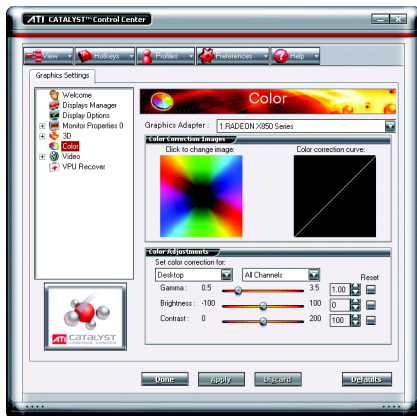 ATI CATALYST™ Control Center
View Hotkeys Profiles Preferences Help
Graphics Settings
Welcome
Displays Manager
Display Options
Monitor Properties 0
3D
Color
Video
VPU Recover
Color
Graphics Adapter : 1.RADEON X850 Series
Color Correction Images
Click to change image: Color correction curve:
Color Adjustments
Set color correction for:
Desktop All Channels Reset
Gamma : 0.5 3.5 1.00
Brightness : -100 100 0
Contrast : 0 200 100
ATI CATALYST
CONTROL CENTER
Done Apply Discard Defaults